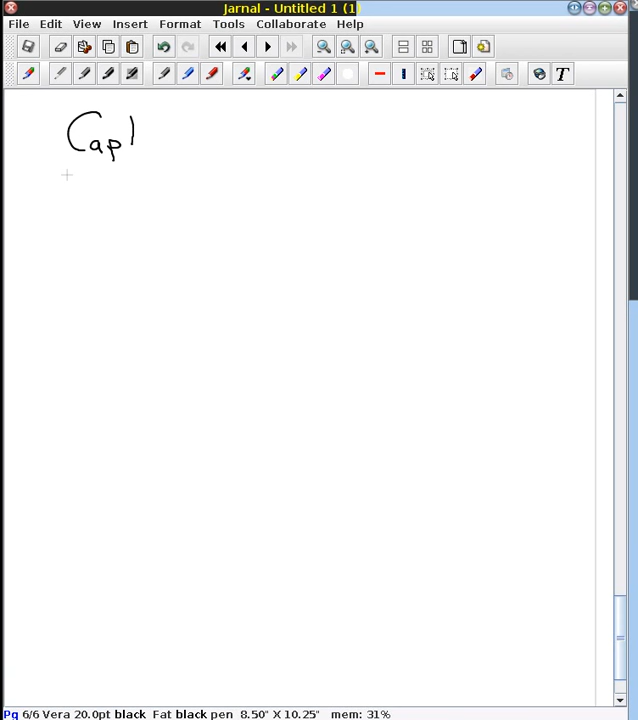 Jarnal - Untitled 1 (1)
File Edit View Insert Format Tools Collaborate Help
T
Capl
Pg 6/6 Vera 20.0pt black Fat black pen 8.50" X 10.25" mem: 31%